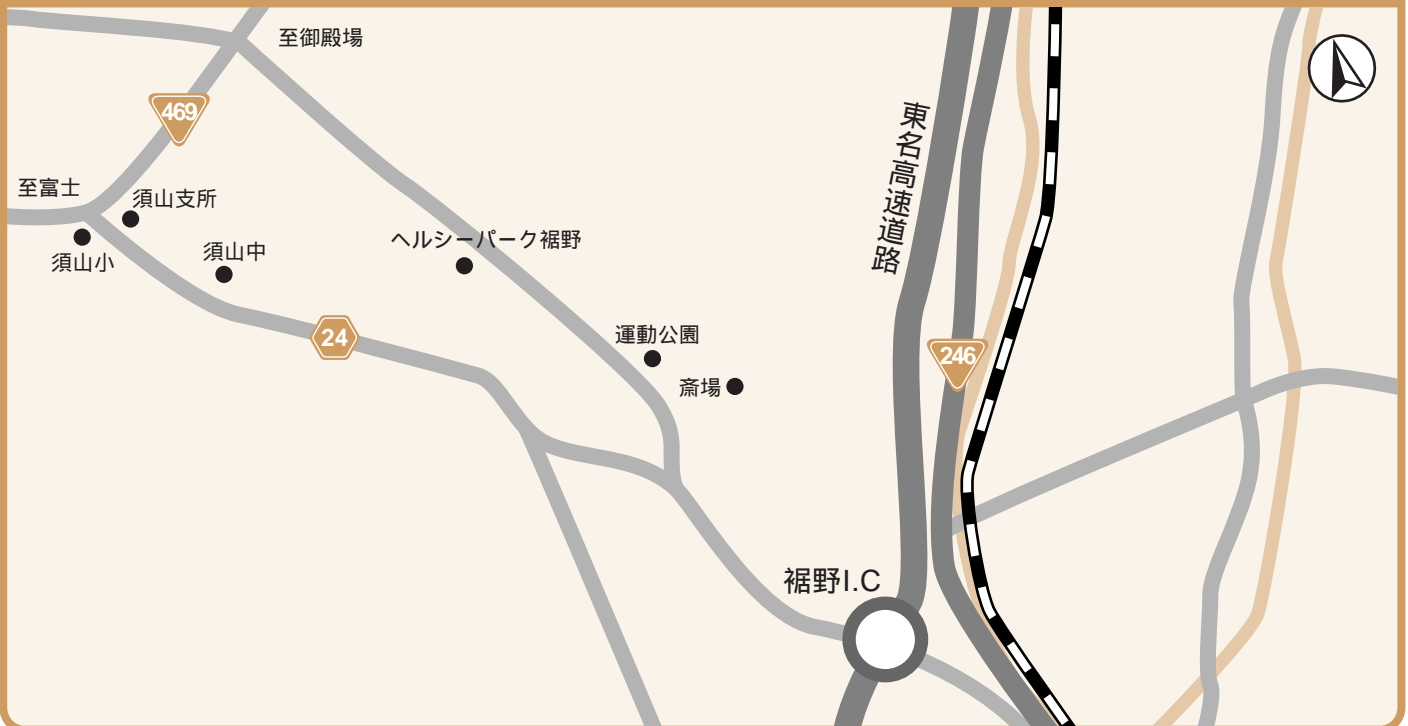 至御殿場
469
東名高速道路
至富士
須山支所
須山小
須山中
ヘルシーパーク裾野
24
運動公園
246
斎場
裾野I.C